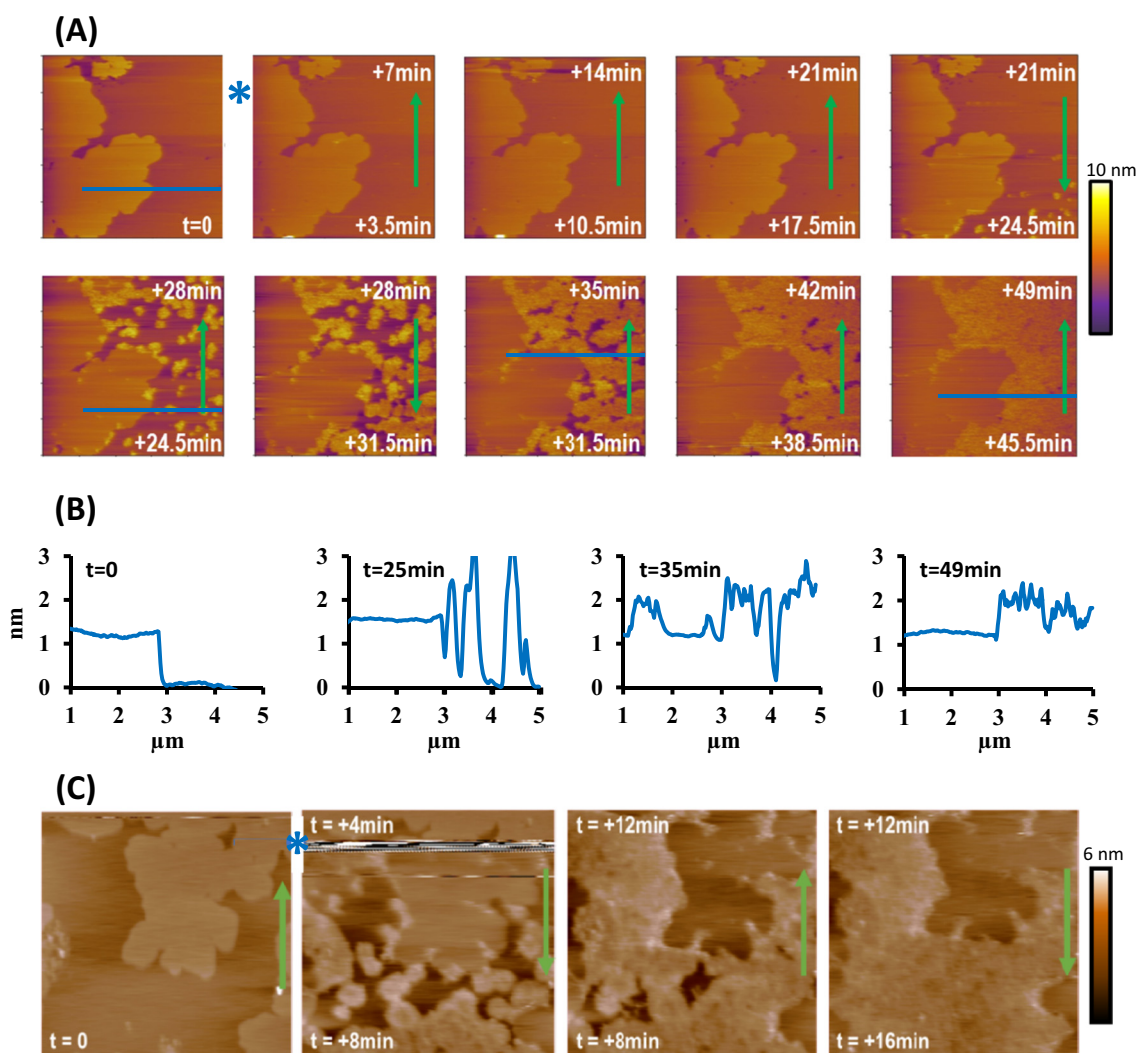 (A)
*
+7min
+14min
+21min
+21min
t=0
+3.5min
+10.5min
+17.5min
+24.5min
10 nm
0
+28min
+28min
+35min
+42min
+49min
+24.5min
+31.5min
+31.5min
+38.5min
+45.5min
(B)
nm
3
2
1
0
t=0
1 2 3 4 5
µm
3
2
1
0
t=25min
1 2 3 4 5
µm
3
2
1
0
t=35min
1 2 3 4 5
µm
3
2
1
0
t=49min
1 2 3 4 5
µm
(C)
*
t = +4min
t = +12min
t = +12min
t = 0
t = +8min
t = +8min
t = +16min
6 nm
0